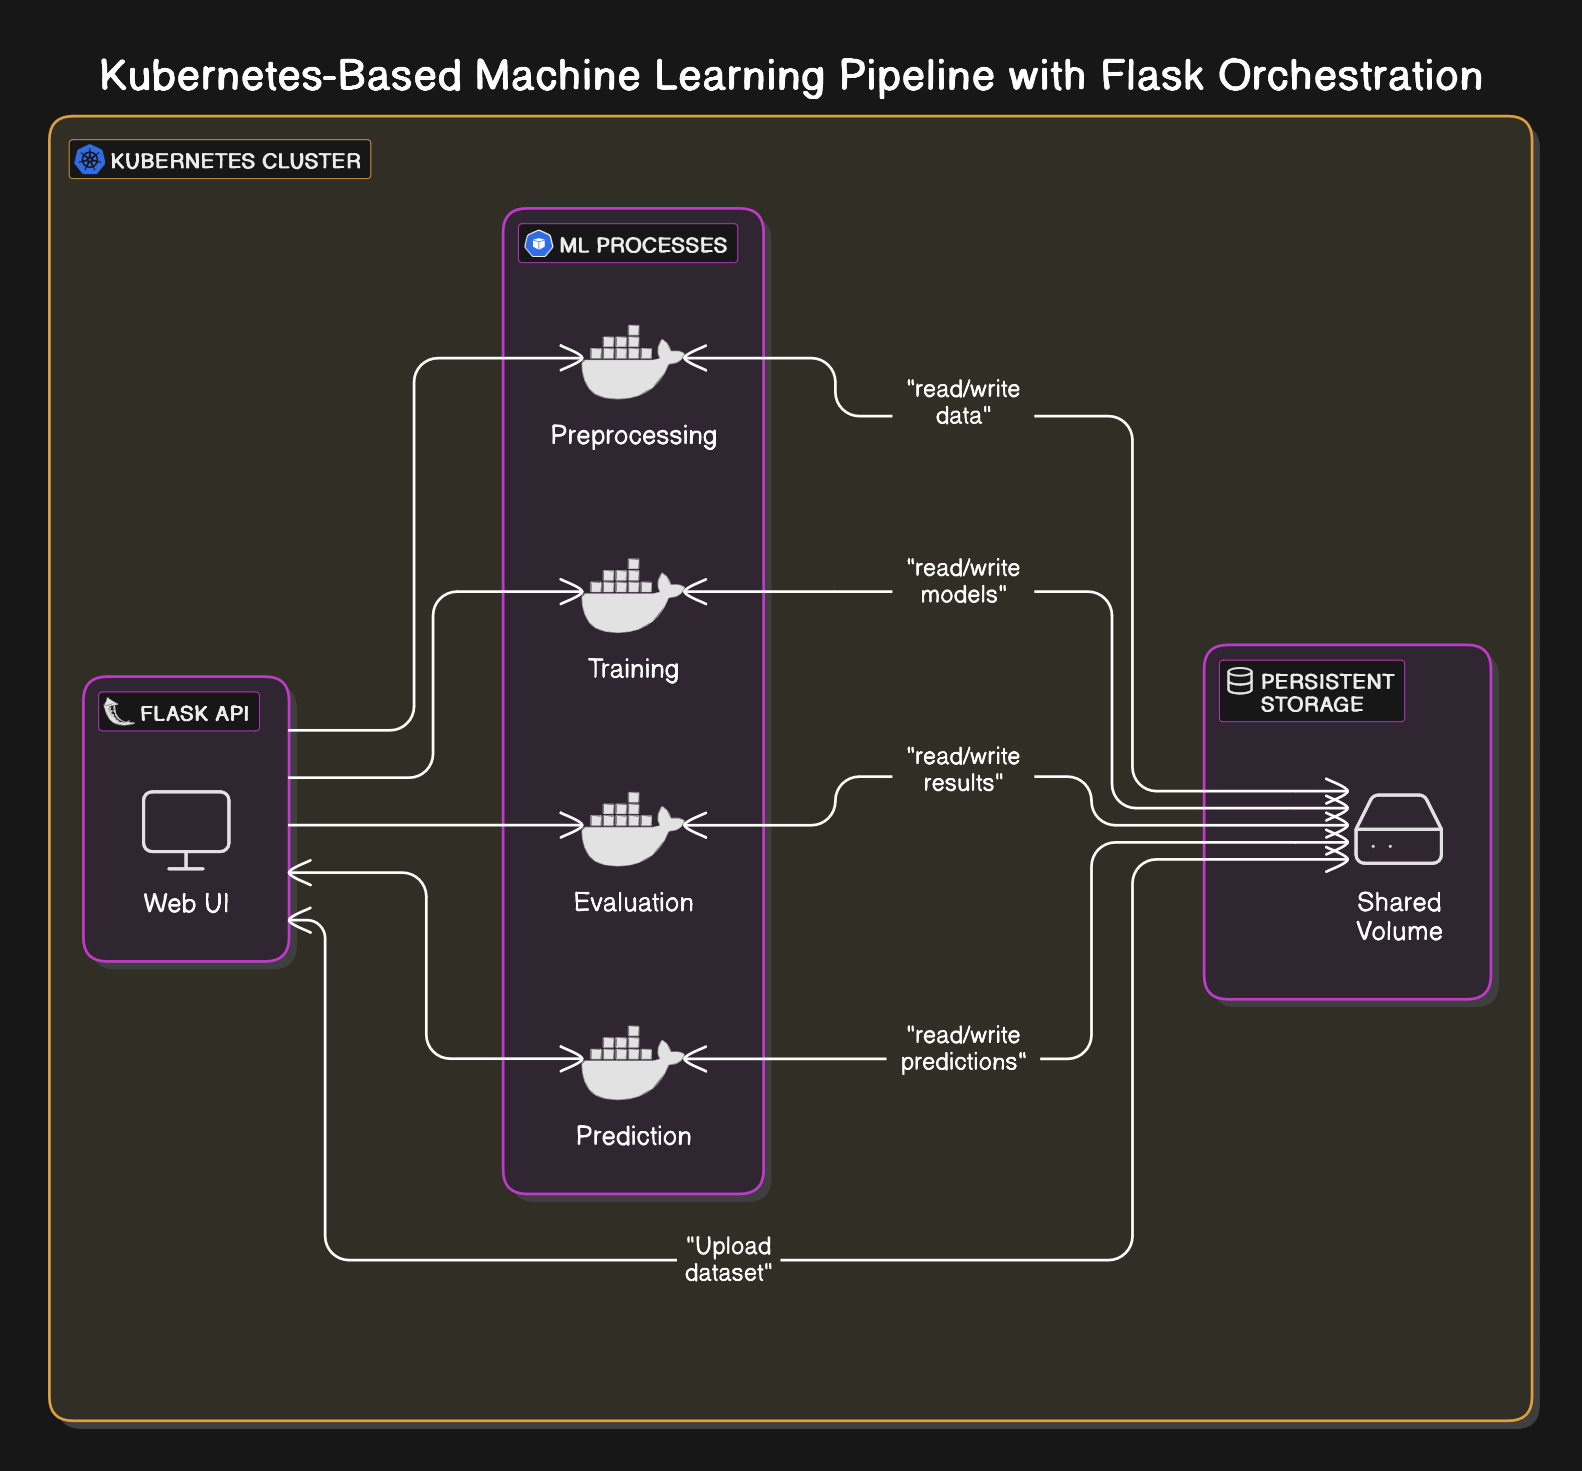 Kubernetes-Based Machine Learning Pipeline with Flask Orchestration
KUBERNETES CLUSTER
ML PROCESSES
Preprocessing
"read/write
data"
Training
"read/write
models"
FLASK API
Web UI
Evaluation
"read/write
results"
PERSISTENT
STORAGE
Shared
Volume
Prediction
"read/write
predictions"
"Upload
dataset"